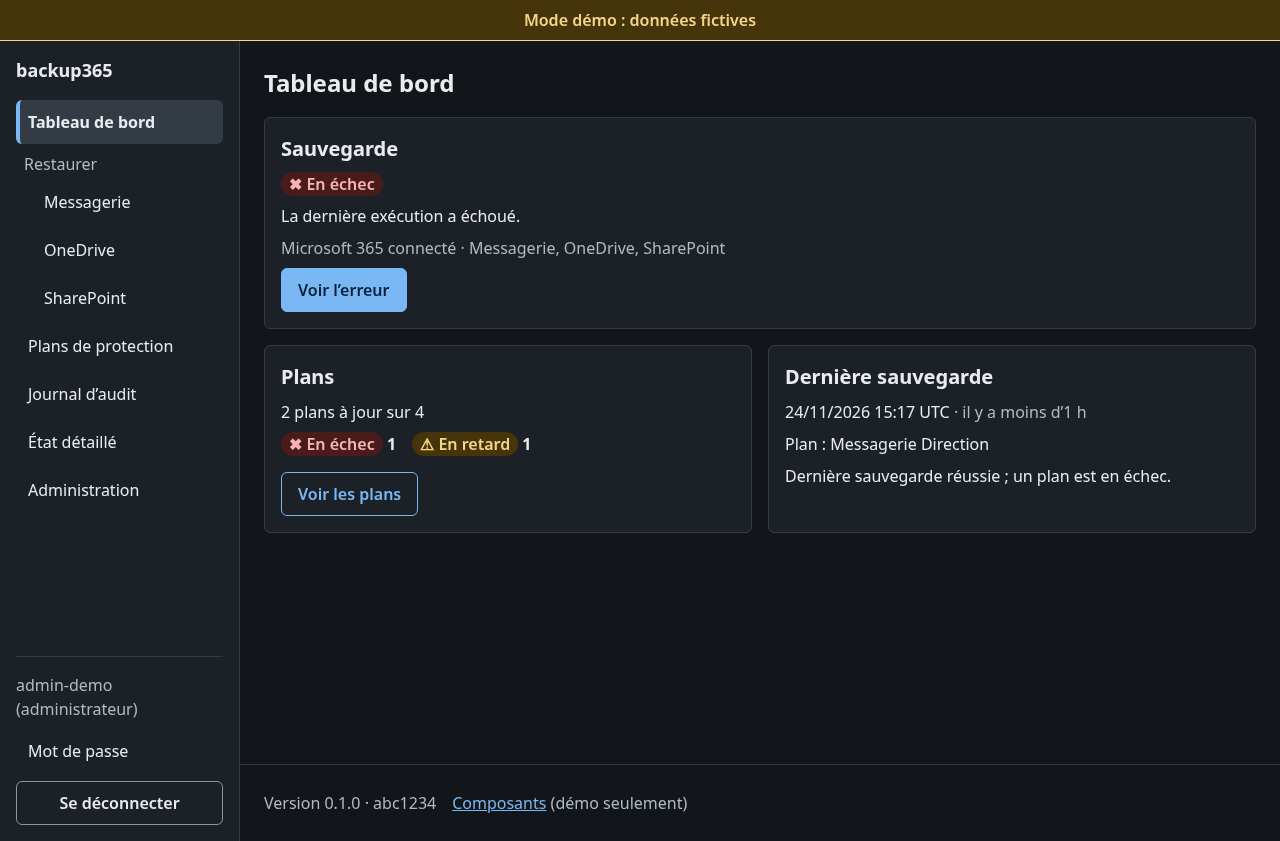 Mode démo : données fictives
backup365
Tableau de bord
Restaurer
Messagerie
OneDrive
SharePoint
Plans de protection
Journal d’audit
État détaillé
Administration
admin-demo
(administrateur)
Mot de passe
Se déconnecter
Tableau de bord
Sauvegarde
✖ En échec
La dernière exécution a échoué.
Microsoft 365 connecté · Messagerie, OneDrive, SharePoint
Voir l’erreur
Plans
2 plans à jour sur 4
✖ En échec 1 ⚠ En retard 1
Voir les plans
Dernière sauvegarde
24/11/2026 15:17 UTC · il y a moins d’1 h
Plan : Messagerie Direction
Dernière sauvegarde réussie ; un plan est en échec.
Version 0.1.0 · abc1234 Composants (démo seulement)